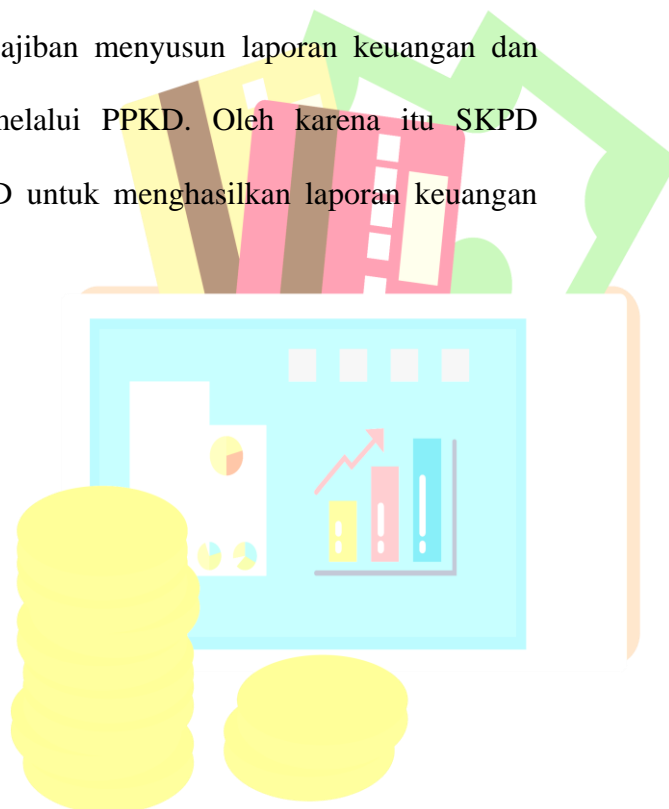 ajiban menyusun laporan keuangan dan
melalui PPKD. Oleh karena itu SKPD
D untuk menghasilkan laporan keuangan